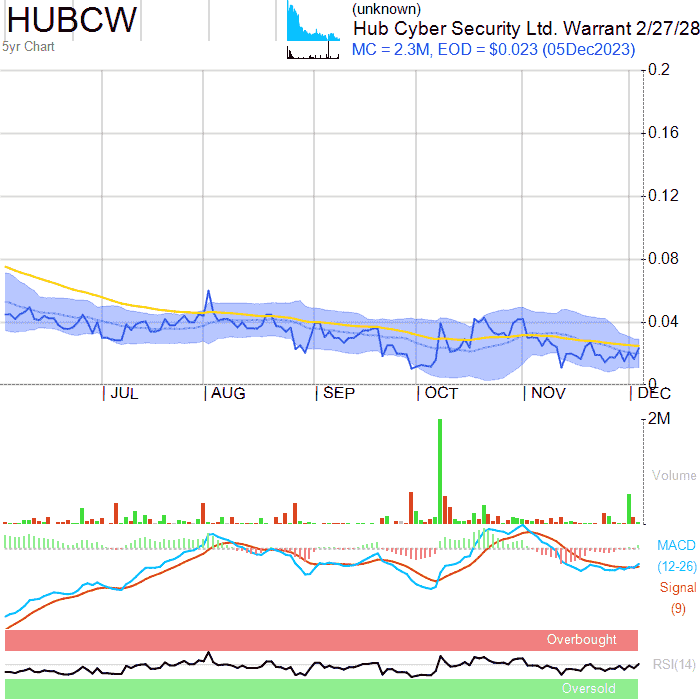 HUBCW
5yr Chart
(unknown)
Hub Cyber Security Ltd. Warrant 2/27/28
MC = 2.3M, EOD = $0.023 (05Dec2023)
0.2
0.16
0.12
0.08
0.04
0
JUL AUG SEP OCT NOV DEC
2M
Volume
MACD
(12-26)
Signal
(9)
Overbought
RSI(14)
Oversold